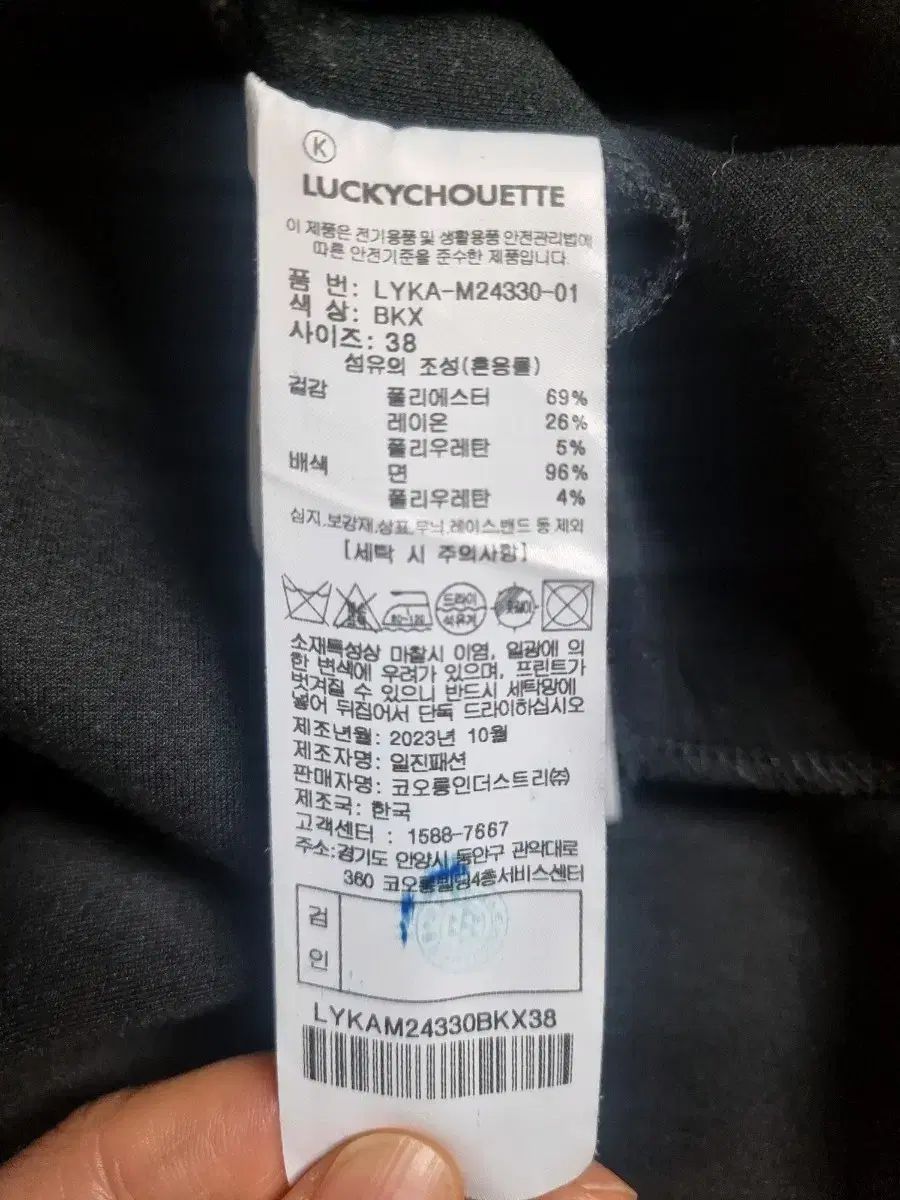 K
LUCKYCHOUETTE
이 제품은 전기용품 및 생활용품 안전관리법에
따른 안전기준을 준수한 제품입니다.
품 번: LYKA-M24330-01
색 상: BKX
사이즈: 38
섬유의 조성(혼용률)
겉감 폴리에스터 69%
레이온 26%
폴리우레탄 5%
배색 면 96%
폴리우레탄 4%
심지,보강재,상표,무늬,레이스,밴드 등 제외
[세탁 시 주의사항]
드라이
석유계
소재특성상 마찰시 이염, 일광에 의
한 변색에 우려가 있으며, 프린트가
벗겨질 수 있으니 반드시 세탁망에
넣어 뒤집어서 단독 드라이하십시오
제조년월: 2023년 10월
제조자명: 일진패션
판매자명: 코오롱인더스트리㈜
제조국: 한국
고객센터 : 1588-7667
주소:경기도 안양시 동안구 관악대로
360 코오롱빌딩4층서비스센터
검
인
LYKAM24330BKX38